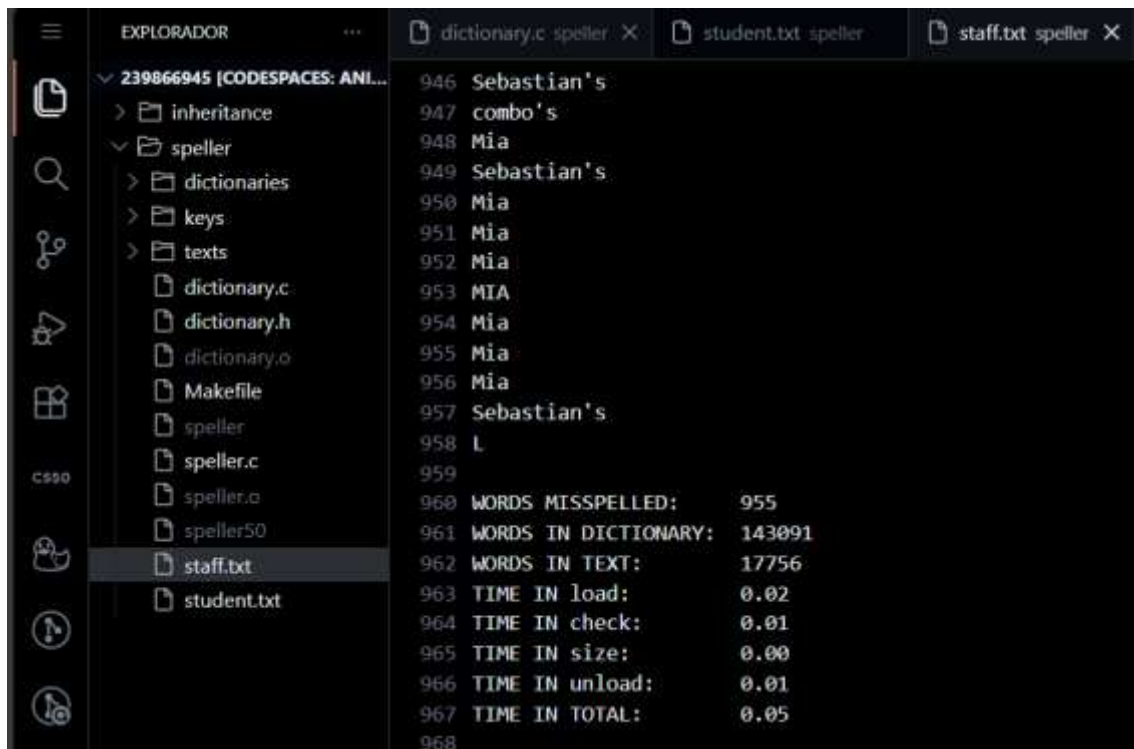 EXPLORADOR ...
239866945 [CODESPACES: ANI...
inheritance
speller
dictionaries
keys
texts
dictionary.c
dictionary.h
dictionary.o
Makefile
speller
speller.c
speller.o
speller50
staff.txt
student.txt
CS50
dictionary.c speller
student.txt speller
staff.txt speller
946 Sebastian's
947 combo's
948 Mia
949 Sebastian's
950 Mia
951 Mia
952 Mia
953 MIA
954 Mia
955 Mia
956 Mia
957 Sebastian's
958 L
959
960 WORDS MISSPELLED: 955
961 WORDS IN DICTIONARY: 143091
962 WORDS IN TEXT: 17756
963 TIME IN load: 0.02
964 TIME IN check: 0.01
965 TIME IN size: 0.00
966 TIME IN unload: 0.01
967 TIME IN TOTAL: 0.05
968